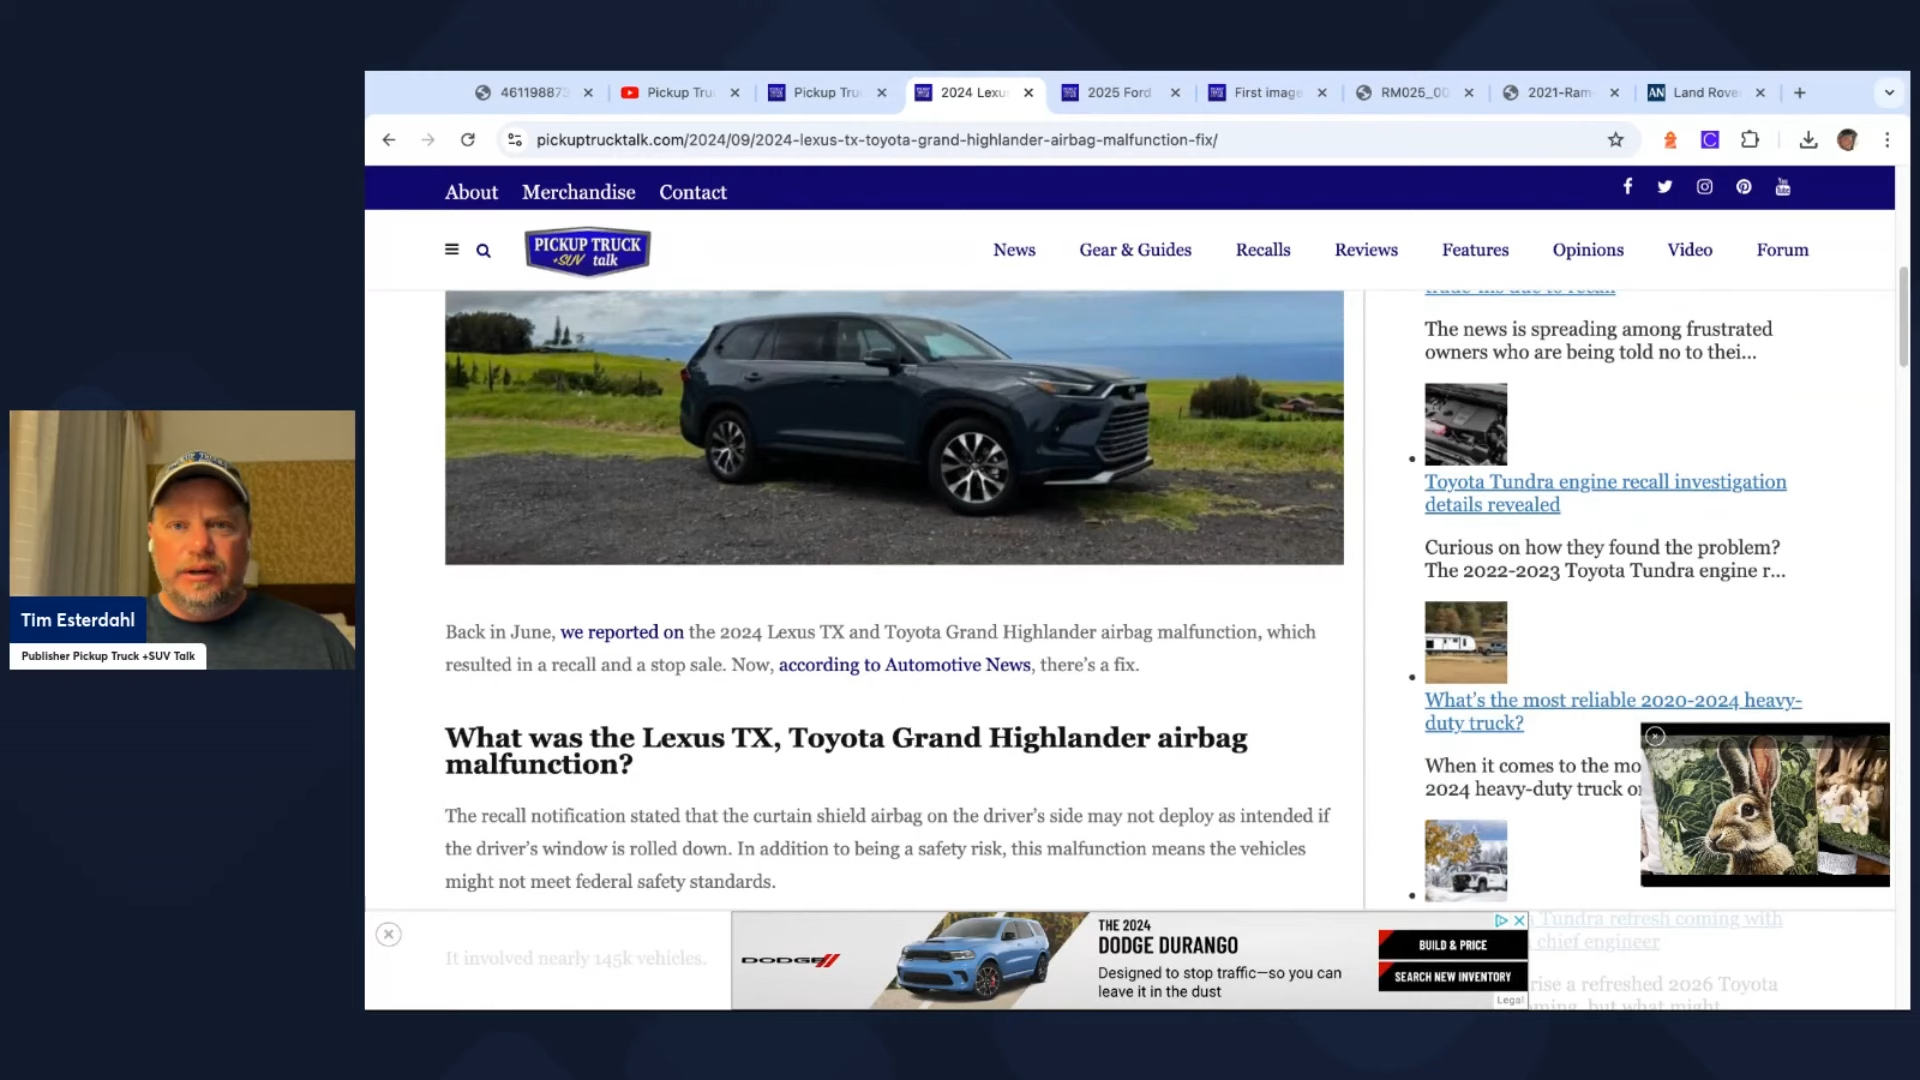 461198873
Pickup Tru
Pickup Tru
2024 Lexu
2025 Ford
First image
RM025_00
2021-Ram-
AN Land Rove
pickuptrucktalk.com/2024/09/2024-lexus-tx-toyota-grand-highlander-airbag-malfunction-fix/
About Merchandise Contact
PICKUP TRUCK
+SUV talk
News Gear & Guides Recalls Reviews Features Opinions Video Forum
The news is spreading among frustrated
owners who are being told no to thei...
Toyota Tundra engine recall investigation
details revealed
Curious on how they found the problem?
The 2022-2023 Toyota Tundra engine r...
What's the most reliable 2020-2024 heavy-
duty truck?
When it comes to the mo
2024 heavy-duty truck
Tundra refresh coming with
chief engineer
rise a refreshed 2026 Toyota
oming, but what might
Back in June, we reported on the 2024 Lexus TX and Toyota Grand Highlander airbag malfunction, which
resulted in a recall and a stop sale. Now, according to Automotive News, there's a fix.
What was the Lexus TX, Toyota Grand Highlander airbag
malfunction?
The recall notification stated that the curtain shield airbag on the driver's side may not deploy as intended if
the driver's window is rolled down. In addition to being a safety risk, this malfunction means the vehicles
might not meet federal safety standards.
It involved nearly 145k vehicles.
DODGE
THE 2024
DODGE DURANGO
Designed to stop traffic—so you can
leave it in the dust
BUILD & PRICE
SEARCH NEW INVENTORY
Legal
Tim Esterdahl
Publisher Pickup Truck +SUV Talk